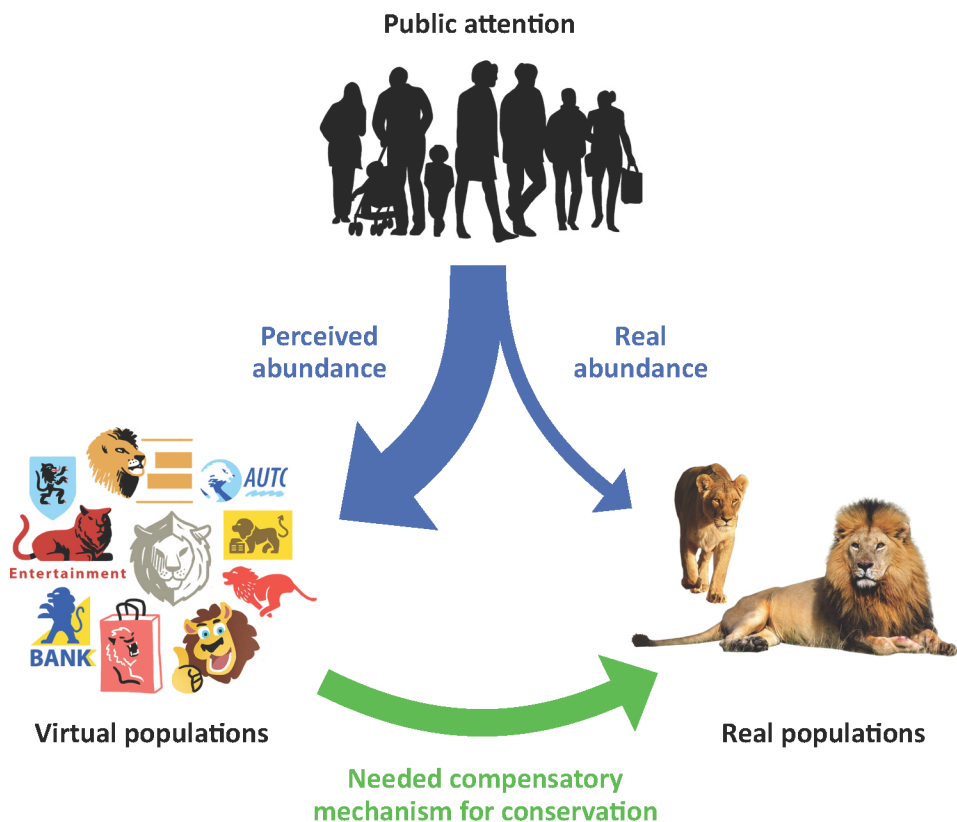 Public attention
Perceived
abundance
Real
abundance
AUTO
Entertainment
BANK
Virtual populations
Real populations
Needed compensatory
mechanism for conservation